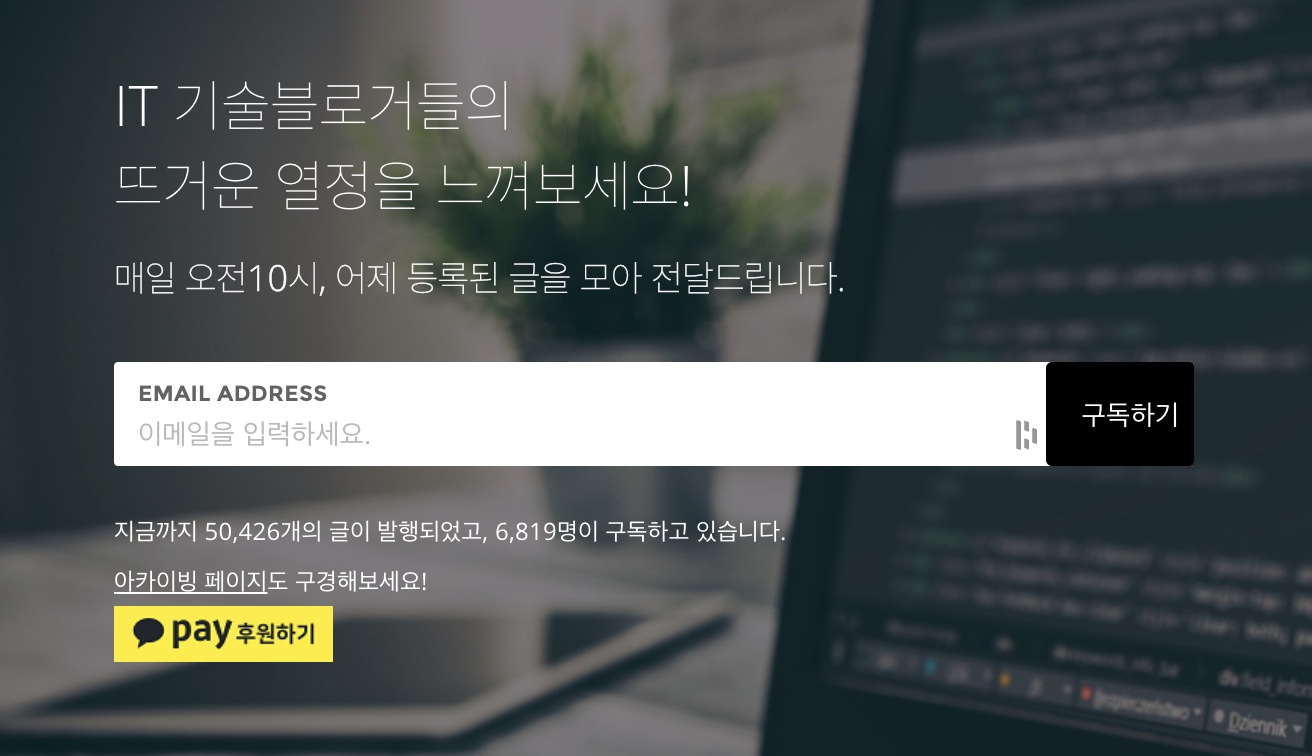 IT 기술블로거들의
뜨거운 열정을 느껴보세요!
매일 오전10시, 어제 등록된 글을 모아 전달드립니다.
EMAIL ADDRESS
이메일을 입력하세요.
구독하기
지금까지 50,426개의 글이 발행되었고, 6,819명이 구독하고 있습니다.
아카이빙 페이지도 구경해보세요!
pay 후원하기
Dziennik